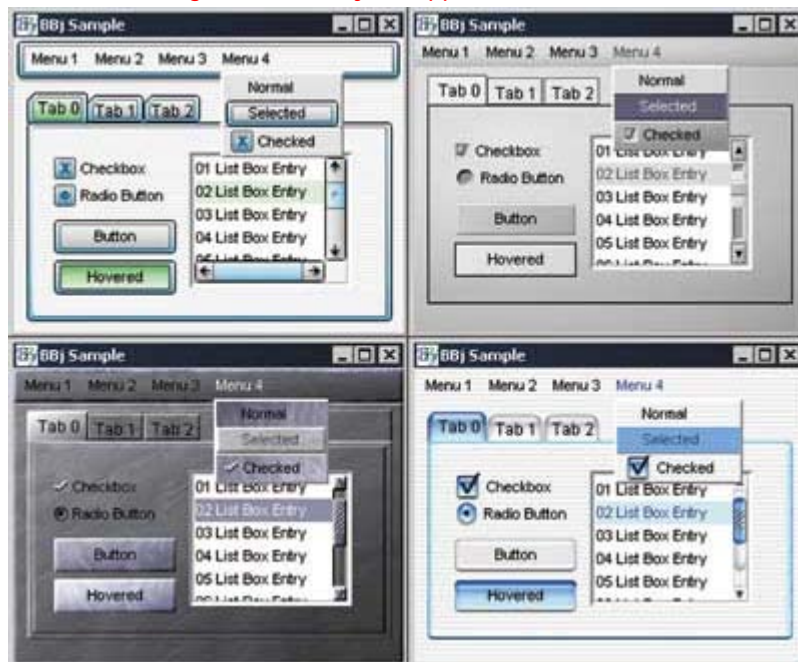 BBj Sample
Menu 1 Menu 2 Menu 3 Menu 4
Normal
Selected
Checked
Tab 0 Tab 1 Tab 2
Checkbox
Radio Button
Button
Hovered
01 List Box Entry
02 List Box Entry
03 List Box Entry
04 List Box Entry
05 List Box Entry
BBj Sample
Menu 1 Menu 2 Menu 3 Menu 4
Normal
Selected
Checked
Tab 0 Tab 1 Tab 2
Checkbox
Radio Button
Button
Hovered
01 List Box Entry
02 List Box Entry
03 List Box Entry
04 List Box Entry
05 List Box Entry
BBj Sample
Menu 1 Menu 2 Menu 3 Menu 4
Normal
Selected
Checked
Tab 0 Tab 1 Tab 2
Checkbox
Radio Button
Button
Hovered
01 List Box Entry
02 List Box Entry
03 List Box Entry
04 List Box Entry
05 List Box Entry
BBj Sample
Menu 1 Menu 2 Menu 3 Menu 4
Normal
Selected
Checked
Tab 0 Tab 1 Tab 2
Checkbox
Radio Button
Button
Hovered
01 List Box Entry
02 List Box Entry
03 List Box Entry
04 List Box Entry
05 List Box Entry